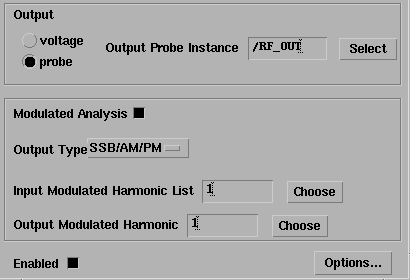 Output
voltage
Output Probe Instance /RF_OUT Select
probe
Modulated Analysis
Output Type SSB/AM/PM
Input Modulated Harmonic List 1 Choose
Output Modulated Harmonic 1 Choose
Enabled Options...